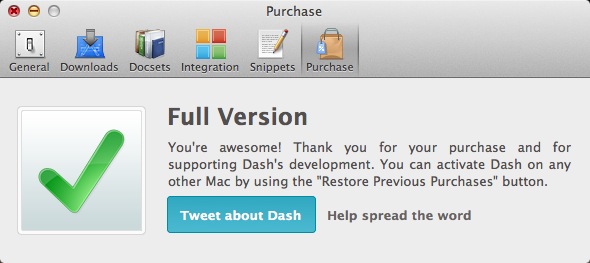 Purchase
General Downloads Docsets Integration Snippets Purchase
Full Version
You're awesome! Thank you for your purchase and for
supporting Dash's development. You can activate Dash on any
other Mac by using the "Restore Previous Purchases" button.
Tweet about Dash Help spread the word